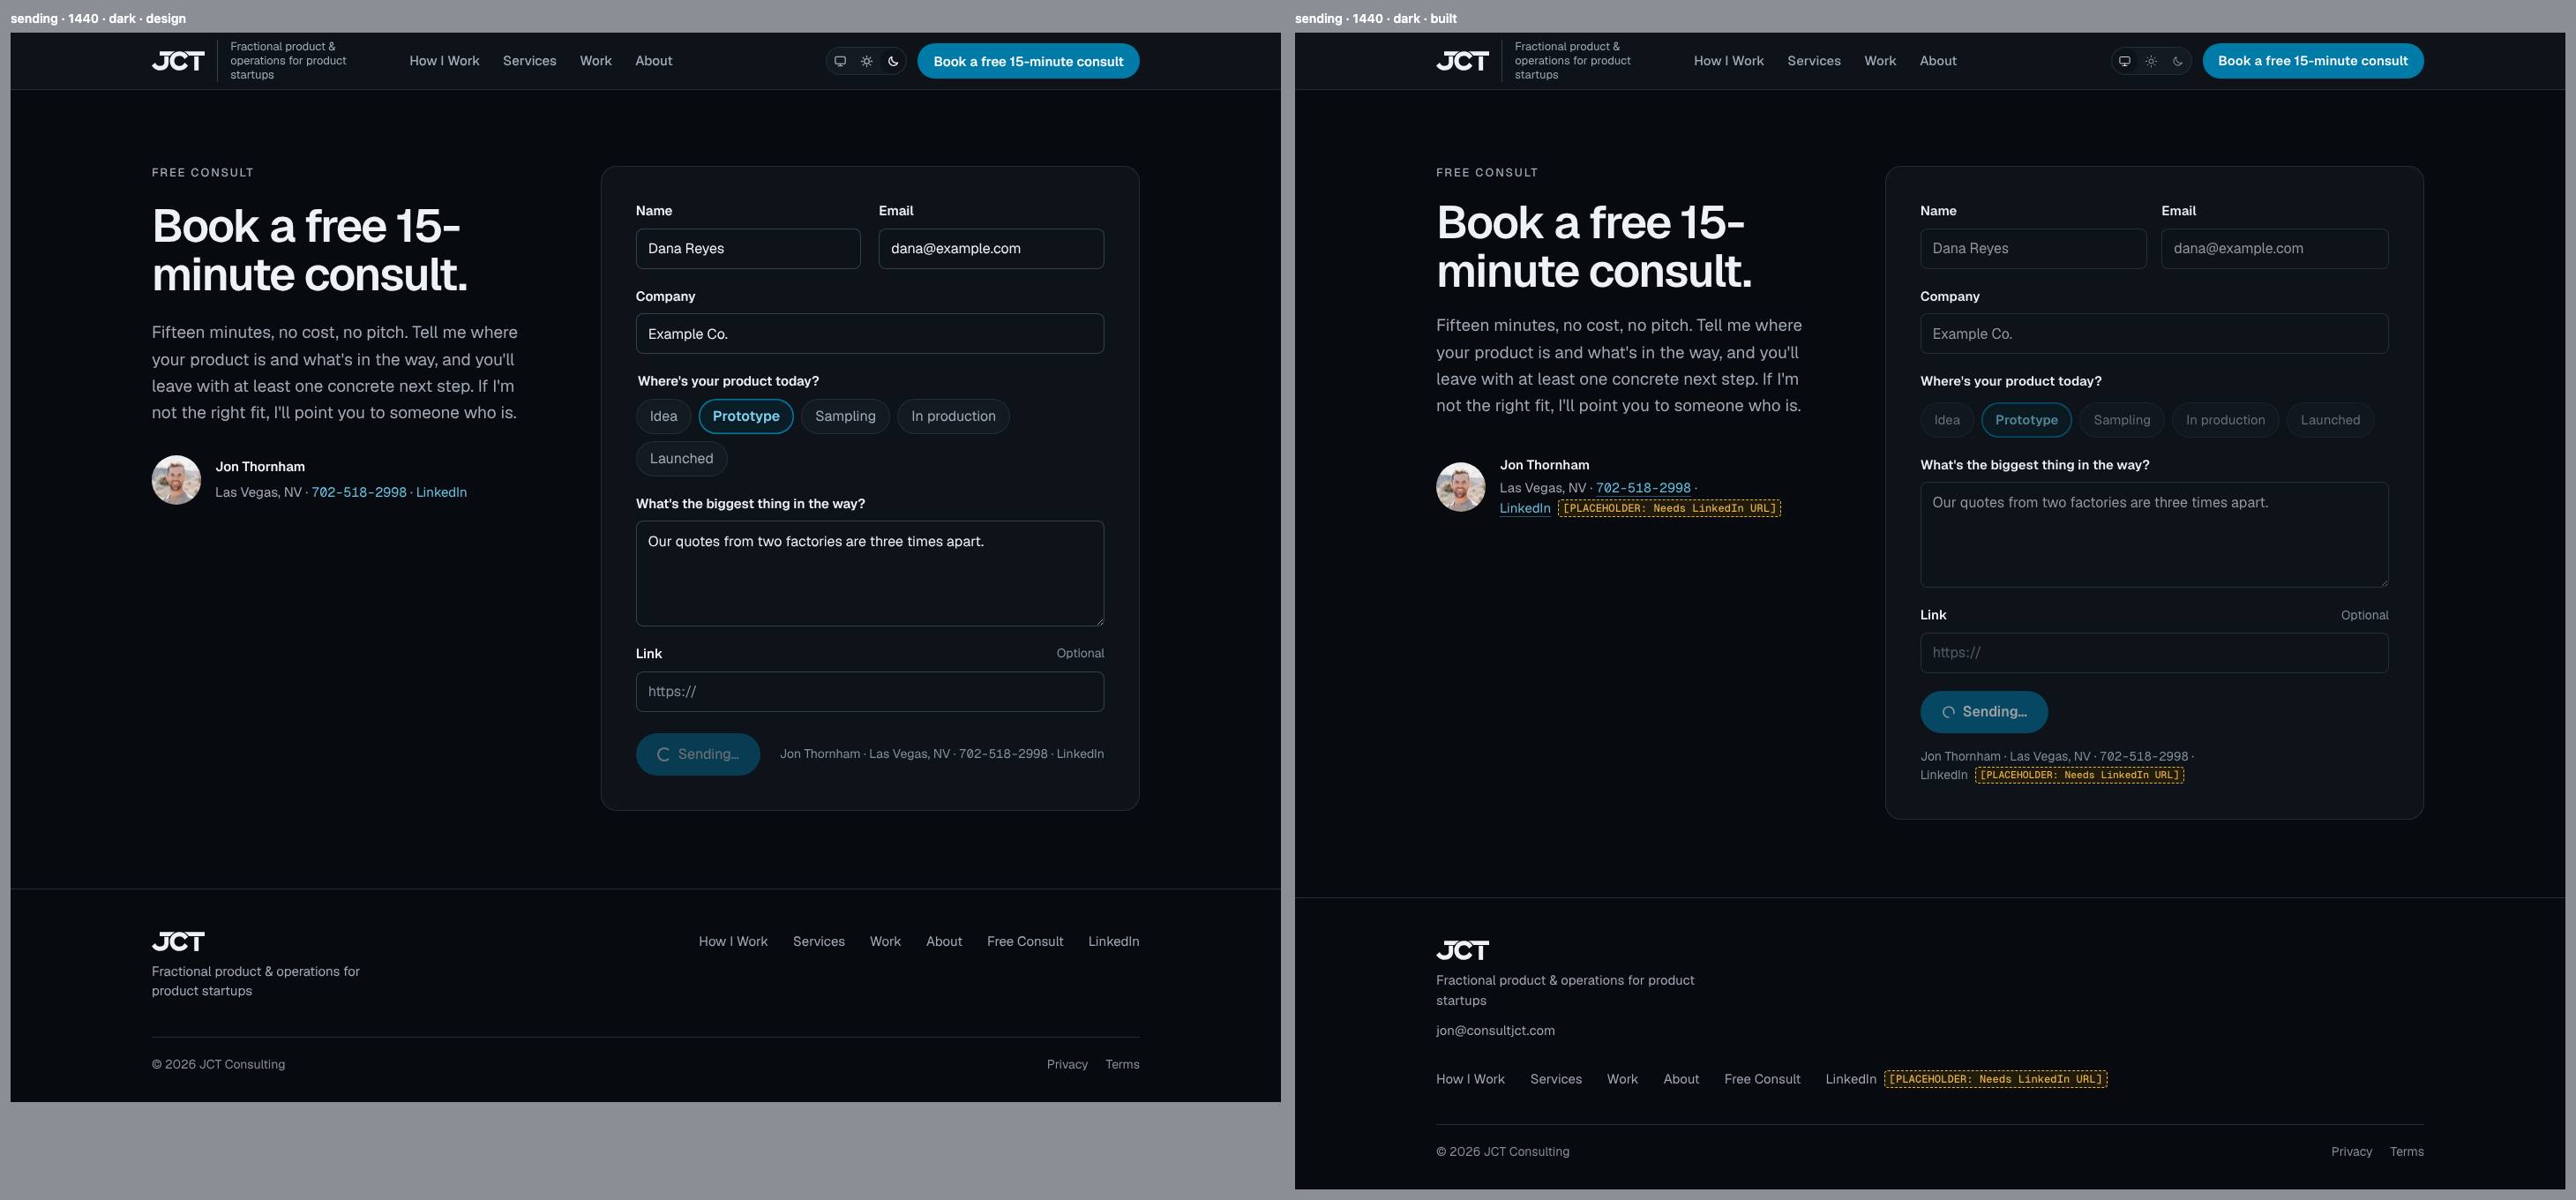 sending · 1440 · dark · design
JCT
Fractional product &
operations for product
startups
How I Work
Services
Work
About
Book a free 15-minute consult
FREE CONSULT
Book a free 15-
minute consult.
Fifteen minutes, no cost, no pitch. Tell me where
your product is and what's in the way, and you'll
leave with at least one concrete next step. If I'm
not the right fit, I'll point you to someone who is.
Jon Thornham
Las Vegas, NV · 702-518-2998 · LinkedIn
Name
Email
Dana Reyes
dana@example.com
Company
Example Co.
Where's your product today?
Idea
Prototype
Sampling
In production
Launched
What's the biggest thing in the way?
Our quotes from two factories are three times apart.
Link
Optional
https://
Sending…
Jon Thornham · Las Vegas, NV · 702-518-2998 · LinkedIn
JCT
Fractional product & operations for
product startups
How I Work
Services
Work
About
Free Consult
LinkedIn
© 2026 JCT Consulting
Privacy
Terms
sending · 1440 · dark · built
JCT
Fractional product &
operations for product
startups
How I Work
Services
Work
About
Book a free 15-minute consult
FREE CONSULT
Book a free 15-
minute consult.
Fifteen minutes, no cost, no pitch. Tell me where
your product is and what's in the way, and you'll
leave with at least one concrete next step. If I'm
not the right fit, I'll point you to someone who is.
Jon Thornham
Las Vegas, NV · 702-518-2998 ·
LinkedIn [PLACEHOLDER: Needs LinkedIn URL]
Name
Email
Dana Reyes
dana@example.com
Company
Example Co.
Where's your product today?
Idea
Prototype
Sampling
In production
Launched
What's the biggest thing in the way?
Our quotes from two factories are three times apart.
Link
Optional
https://
Sending…
Jon Thornham · Las Vegas, NV · 702-518-2998 ·
LinkedIn [PLACEHOLDER: Needs LinkedIn URL]
JCT
Fractional product & operations for product
startups
jon@consultjct.com
How I Work
Services
Work
About
Free Consult
LinkedIn [PLACEHOLDER: Needs LinkedIn URL]
© 2026 JCT Consulting
Privacy
Terms